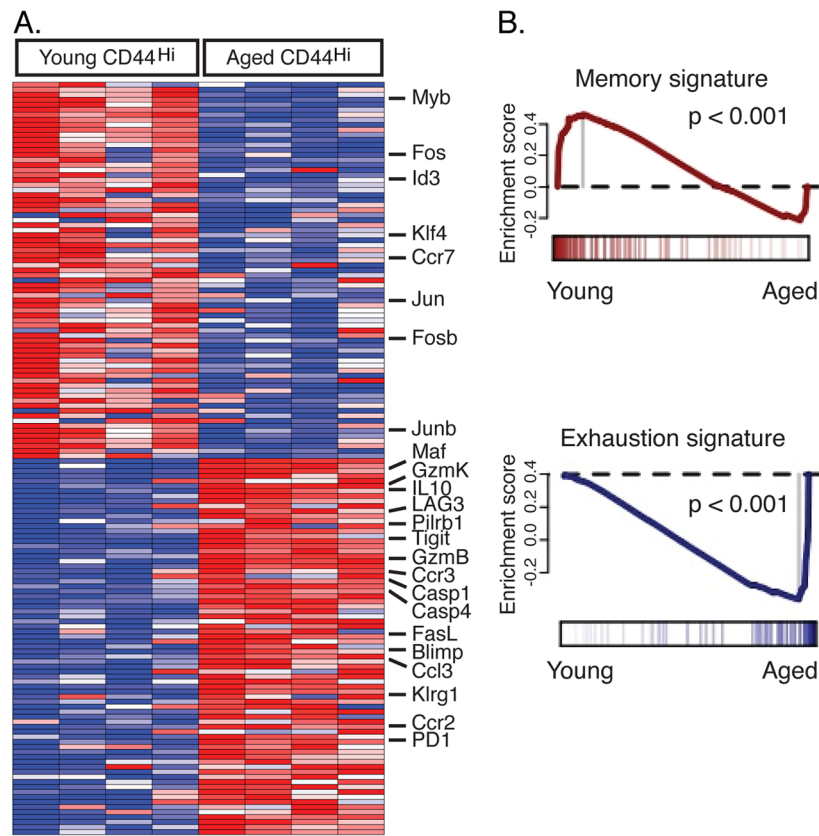 A.
Young CD44Hi
Aged CD44Hi
Myb
Fos
Id3
Klf4
Ccr7
Jun
Fosb
Junb
Maf
GzmK
IL10
LAG3
Pilrb1
Tigit
GzmB
Ccr3
Casp1
Casp4
FasL
Blimp
Ccl3
Klrg1
Ccr2
PD1
B.
Memory signature
p < 0.001
Enrichment score
0.4
0.2
0.0
-0.2
Young
Aged
Exhaustion signature
p < 0.001
Enrichment score
0.4
0.2
0.0
-0.2
Young
Aged